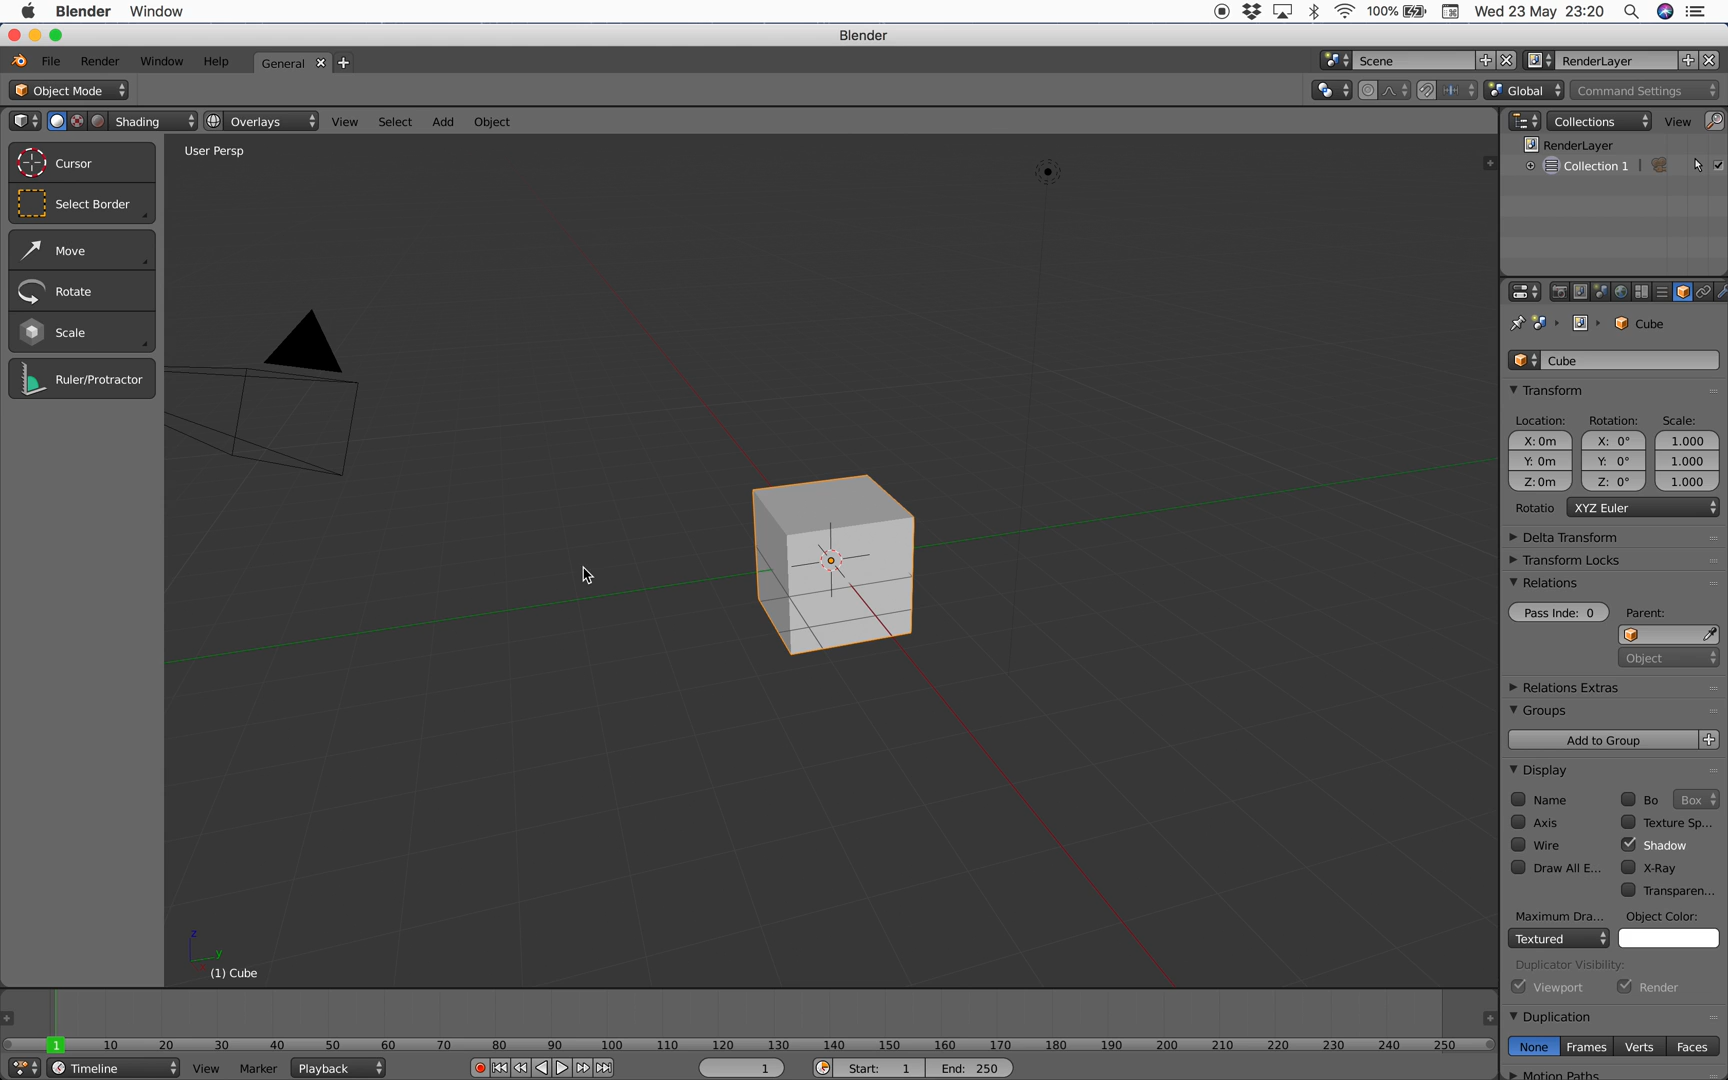 Blender Window 100% Wed 23 May 23:20
Blender
File Render Window Help General Scene RenderLayer
Object Mode Global Command Settings
Shading Overlays View Select Add Object Collections View
User Persp
RenderLayer
Collection 1
Cursor
Select Border
Move
Rotate
Scale
Ruler/Protractor
Cube
Cube
Transform
Location: Rotation: Scale:
X: 0m X: 0° 1.000
Y: 0m Y: 0° 1.000
Z: 0m Z: 0° 1.000
Rotatio XYZ Euler
Delta Transform
Transform Locks
Relations
Pass Inde: 0 Parent:
Object
Relations Extras
Groups
Add to Group
Display
Name Bo Box
Axis Texture Sp...
Wire Shadow
Draw All E... X-Ray
Transparen...
Maximum Dra... Object Color:
Textured
Duplicator Visibility:
Viewport Render
Duplication
None Frames Verts Faces
Motion Paths
z
y
(1) Cube
1 10 20 30 40 50 60 70 80 90 100 110 120 130 140 150 160 170 180 190 200 210 220 230 240 250
Timeline View Marker Playback 1 Start: 1 End: 250